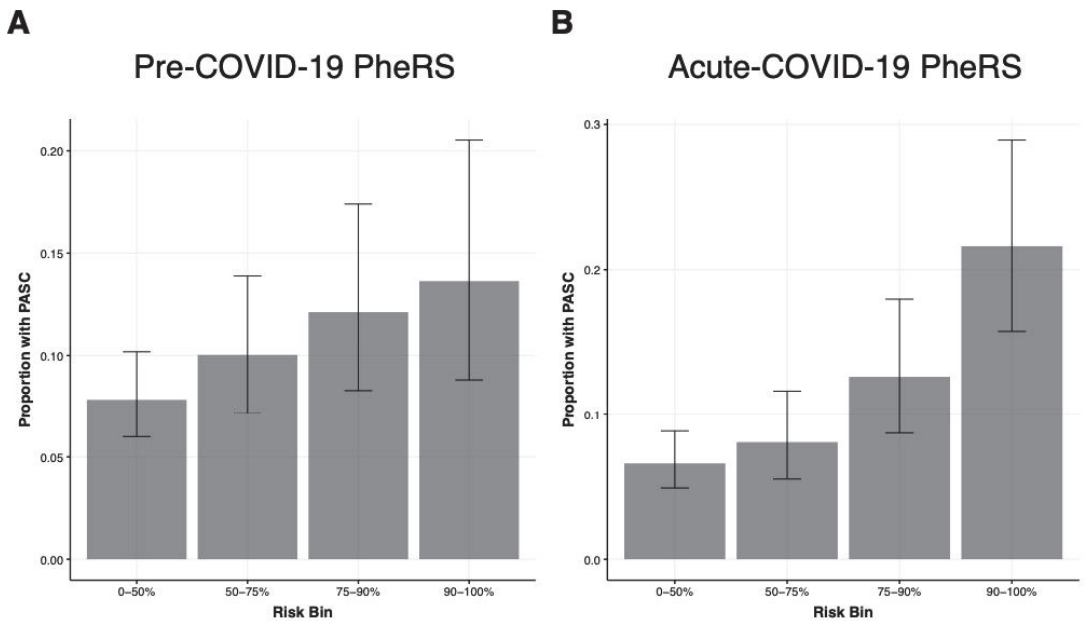 A
Pre-COVID-19 PheRS
Proportion with PASC
0.20
0.15
0.10
0.05
0.00
0–50%
50–75%
75–90%
90–100%
Risk Bin
B
Acute-COVID-19 PheRS
Proportion with PASC
0.3
0.2
0.1
0.0
0–50%
50–75%
75–90%
90–100%
Risk Bin